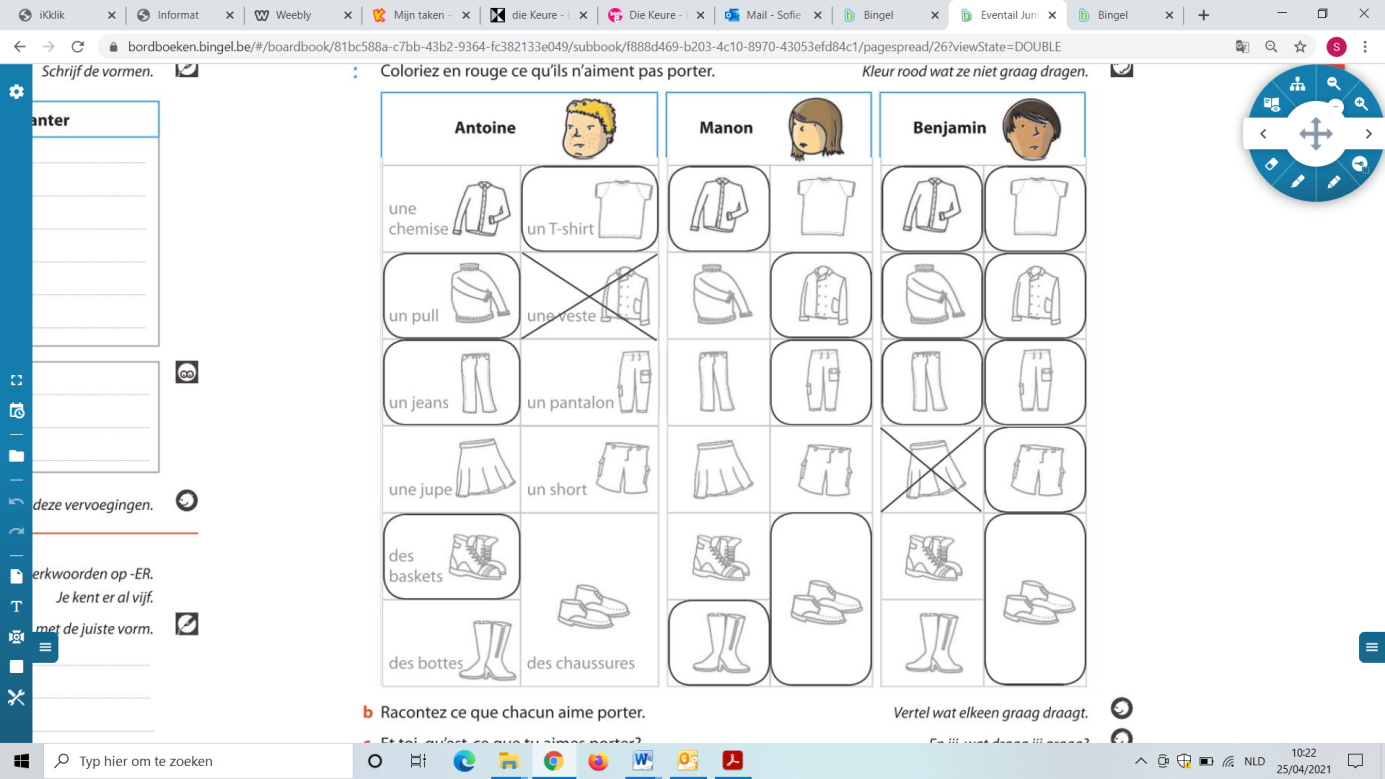 iKklik
Informat
Weebly
Mijn taken -
die Keure -
Die Keure -
Mail - Sofie
Bingel
Eventail Juni
Bingel
bordboeken.bingel.be/#/boardbook/81bc588a-c7bb-43b2-9364-fc382133e049/subbook/f888d469-b203-4c10-8970-43053efd84c1/pagespread/26?viewState=DOUBLE
S
Schrijf de vormen.
: Coloriez en rouge ce qu'ils n'aiment pas porter.
Kleur rood wat ze niet graag dragen.
anter
Antoine
Manon
Benjamin
une
chemise
un T-shirt
un pull
une veste
un jeans
un pantalon
une jupe
un short
des
baskets
des bottes
des chaussures
deze vervoegingen.
erkwoorden op -ER.
Je kent er al vijf.
met de juiste vorm.
T
b Racontez ce que chacun aime porter.
Vertel wat elkeen graag draagt.
Typ hier om te zoeken
NLD
10:22
25/04/2021